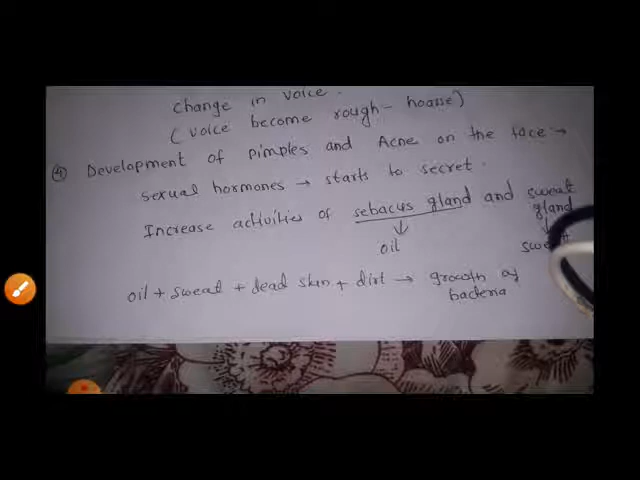 change in voice.
(voice become rough - hoarse)
④ Development of pimples and Acne on the face →
sexual hormones → starts to secret.
Increase activities of sebacus gland and sweat gland
↓ oil ↓ sweat
oil + sweat + dead skin + dirt → growth of bacteria